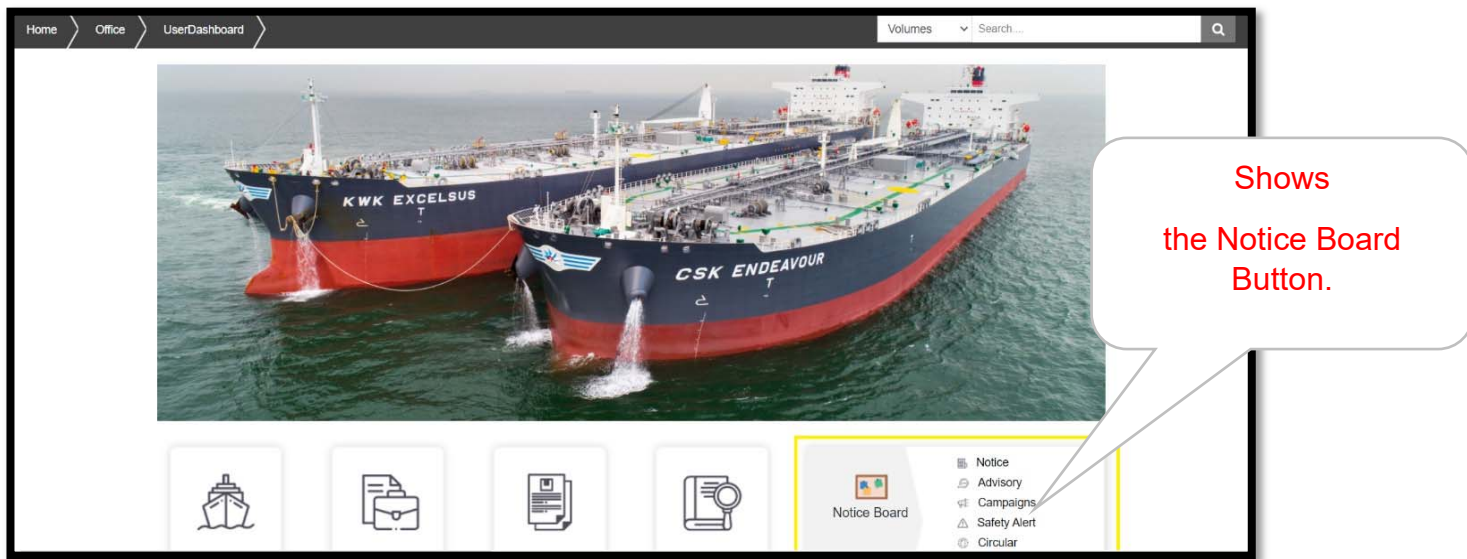 Home
Office
UserDashboard
Volumes
Search....
KWK EXCELSUS
CSK ENDEAVOUR
Shows
the Notice Board
Button.
Notice Board
Notice
Advisory
Campaigns
Safety Alert
Circular